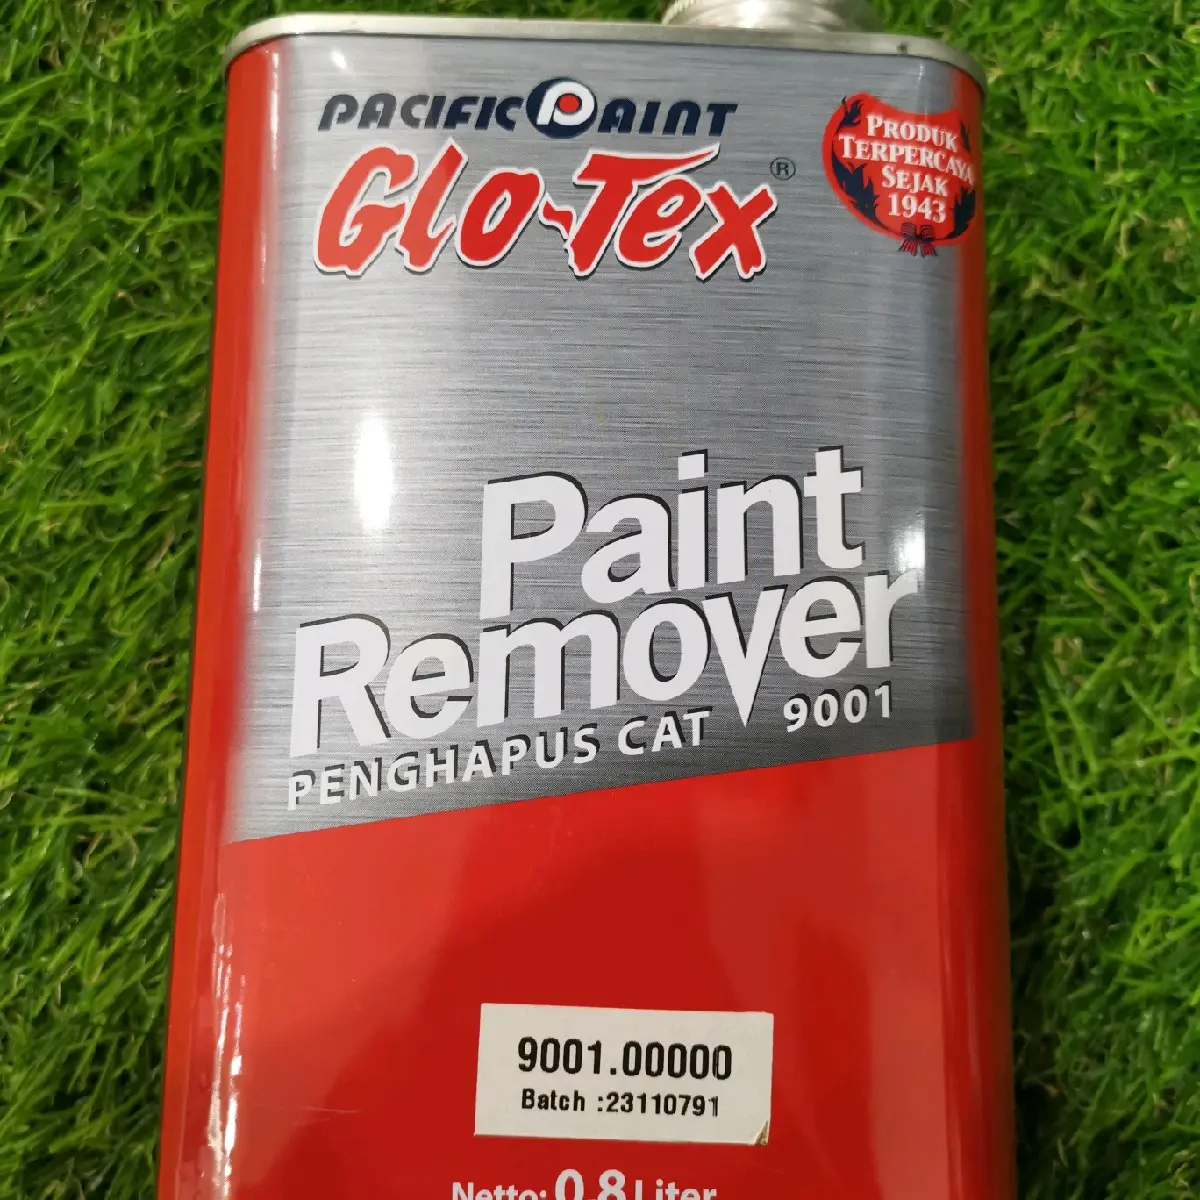 PACIFIC PAINT
GLO-TEX ®
PRODUK
TERPERCAYA
SEJAK
1943
Paint
Remover
PENGHAPUS CAT 9001
9001.00000
Batch :23110791
Netto: 0,8 Liter